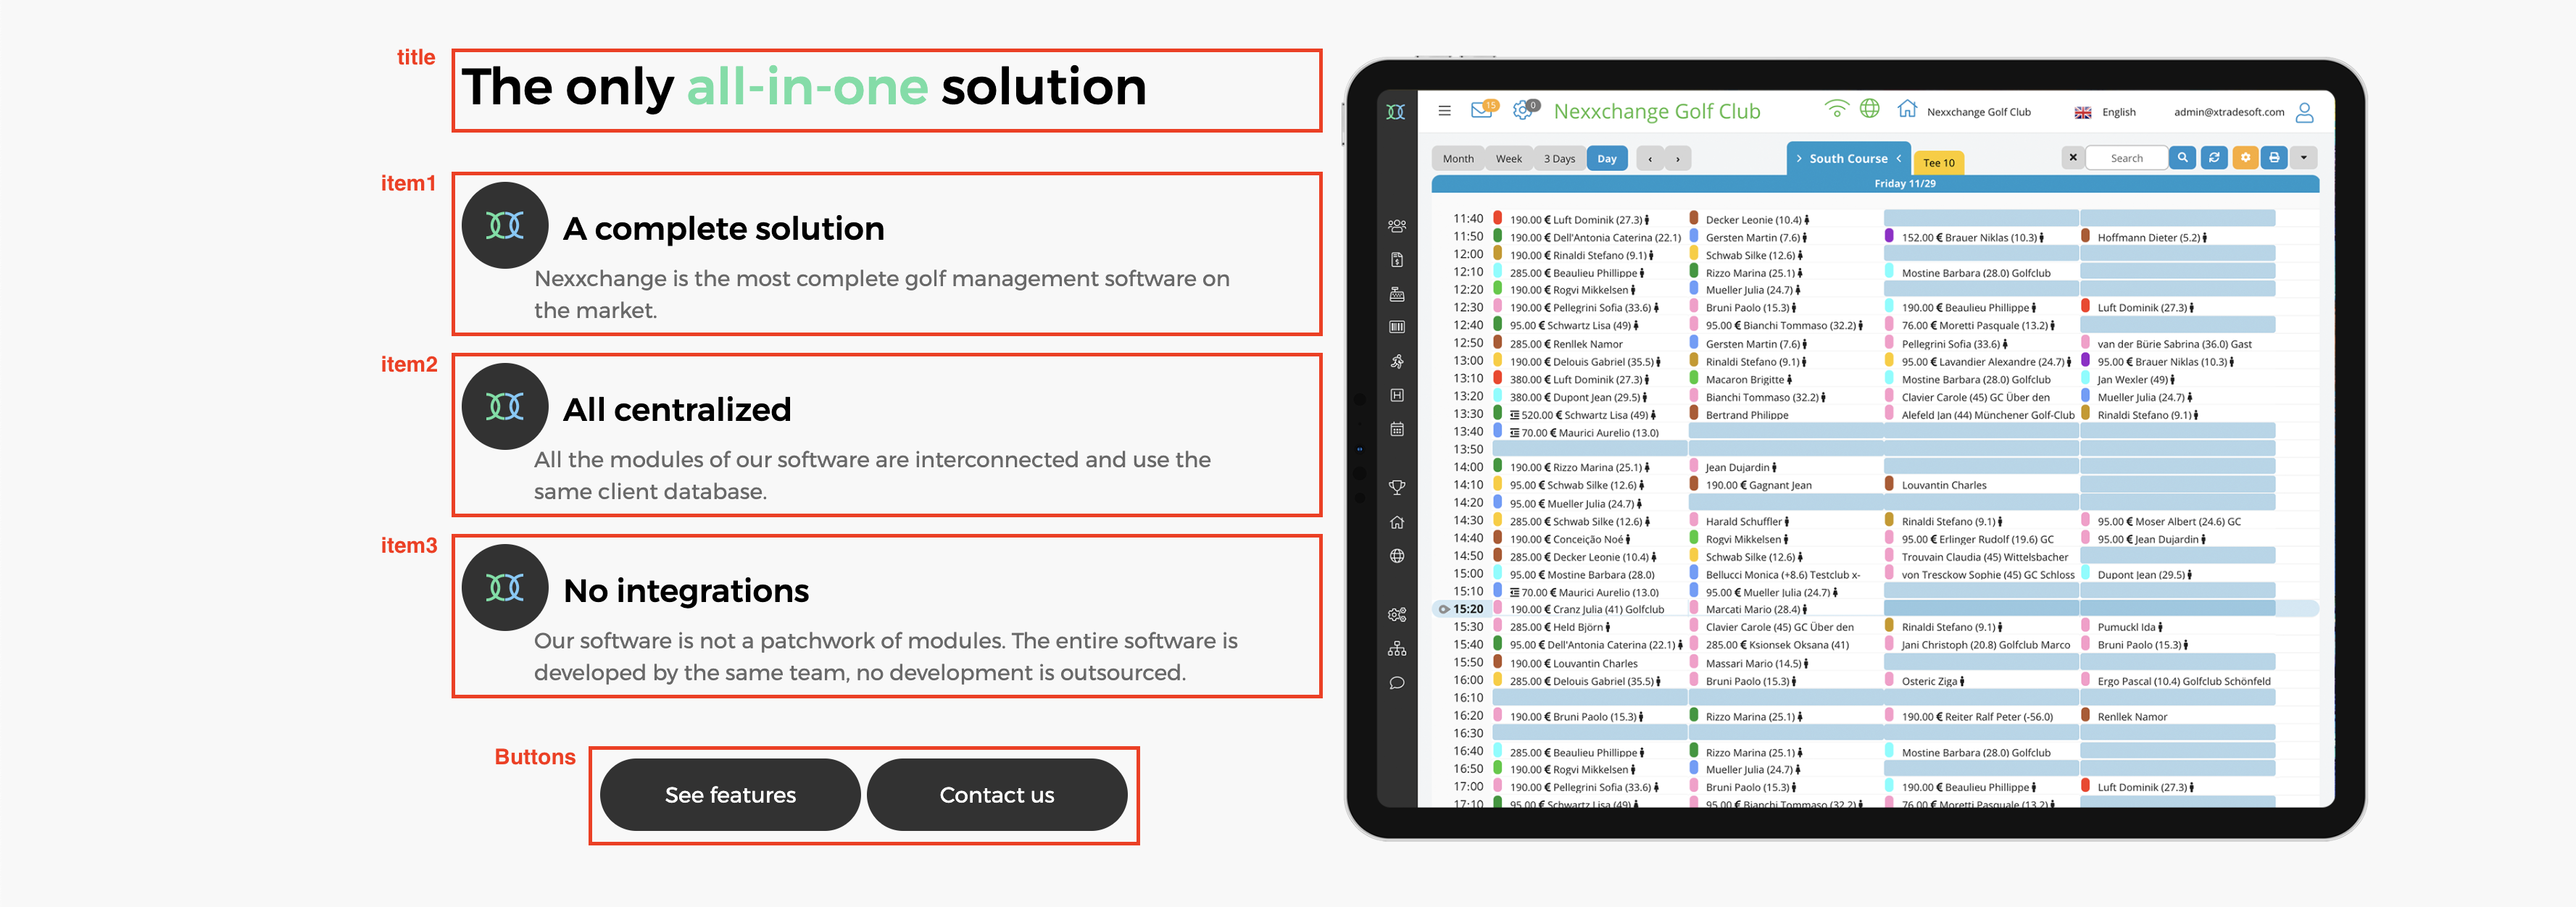 title
The only all-in-one solution
item1
A complete solution
Nexxchange is the most complete golf management software on
the market.
item2
All centralized
All the modules of our software are interconnected and use the
same client database.
item3
No integrations
Our software is not a patchwork of modules. The entire software is
developed by the same team, no development is outsourced.
Buttons
See features Contact us
15 0 Nexxchange Golf Club Nexxchange Golf Club English admin@xtradesoft.com
Month Week 3 Days Day ‹ › > South Course < Tee 10 × Search
Friday 11/29
11:40 190.00 € Luft Dominik (27.3) Decker Leonie (10.4)
11:50 190.00 € Dell'Antonia Caterina (22.1) Gersten Martin (7.6) 152.00 € Brauer Niklas (10.3) Hoffmann Dieter (5.2)
12:00 190.00 € Rinaldi Stefano (9.1) Schwab Silke (12.6)
12:10 285.00 € Beaulieu Phillippe Rizzo Marina (25.1) Mostine Barbara (28.0) Golfclub
12:20 190.00 € Rogvi Mikkelsen Mueller Julia (24.7)
12:30 190.00 € Pellegrini Sofia (33.6) Bruni Paolo (15.3) 190.00 € Beaulieu Phillippe Luft Dominik (27.3)
12:40 95.00 € Schwartz Lisa (49) 95.00 € Bianchi Tommaso (32.2) 76.00 € Moretti Pasquale (13.2)
12:50 285.00 € Renllek Namor Gersten Martin (7.6) Pellegrini Sofia (33.6) van der Bürie Sabrina (36.0) Gast
13:00 190.00 € Delouis Gabriel (35.5) Rinaldi Stefano (9.1) 95.00 € Lavandier Alexandre (24.7) 95.00 € Brauer Niklas (10.3)
13:10 380.00 € Luft Dominik (27.3) Macaron Brigitte Mostine Barbara (28.0) Golfclub Jan Wexler (49)
13:20 380.00 € Dupont Jean (29.5) Bianchi Tommaso (32.2) Clavier Carole (45) GC Über den Mueller Julia (24.7)
13:30 520.00 € Schwartz Lisa (49) Bertrand Philippe Alefeld Jan (44) Münchener Golf-Club Rinaldi Stefano (9.1)
13:40 70.00 € Maurici Aurelio (13.0)
13:50
14:00 190.00 € Rizzo Marina (25.1) Jean Dujardin
14:10 95.00 € Schwab Silke (12.6) 190.00 € Gagnant Jean Louvantin Charles
14:20 95.00 € Mueller Julia (24.7)
14:30 285.00 € Schwab Silke (12.6) Harald Schuffler Rinaldi Stefano (9.1) 95.00 € Moser Albert (24.6) GC
14:40 190.00 € Conceição Noé Rogvi Mikkelsen 95.00 € Erlinger Rudolf (19.6) GC 95.00 € Jean Dujardin
14:50 285.00 € Decker Leonie (10.4) Schwab Silke (12.6) Trouvain Claudia (45) Wittelsbacher
15:00 95.00 € Mostine Barbara (28.0) Bellucci Monica (+8.6) Testclub x- von Tresckow Sophie (45) GC Schloss Dupont Jean (29.5)
15:10 70.00 € Maurici Aurelio (13.0) 95.00 € Mueller Julia (24.7)
15:20 190.00 € Cranz Julia (41) Golfclub Marcati Mario (28.4)
15:30 285.00 € Held Björn Clavier Carole (45) GC Über den Rinaldi Stefano (9.1) Pumuckl Ida
15:40 95.00 € Dell'Antonia Caterina (22.1) 285.00 € Ksionsek Oksana (41) Jani Christoph (20.8) Golfclub Marco Bruni Paolo (15.3)
15:50 190.00 € Louvantin Charles Massari Mario (14.5)
16:00 285.00 € Delouis Gabriel (35.5) Bruni Paolo (15.3) Osteric Ziga Ergo Pascal (10.4) Golfclub Schönfeld
16:10
16:20 190.00 € Bruni Paolo (15.3) Rizzo Marina (25.1) 190.00 € Reiter Ralf Peter (-56.0) Renllek Namor
16:30
16:40 285.00 € Beaulieu Phillippe Rizzo Marina (25.1) Mostine Barbara (28.0) Golfclub
16:50 190.00 € Rogvi Mikkelsen Mueller Julia (24.7)
17:00 190.00 € Pellegrini Sofia (33.6) Bruni Paolo (15.3) 190.00 € Beaulieu Phillippe Luft Dominik (27.3)
17:10 95.00 € Schwartz Lisa (49) 95.00 € Bianchi Tommaso (32.2) 76.00 € Moretti Pasquale (13.2)